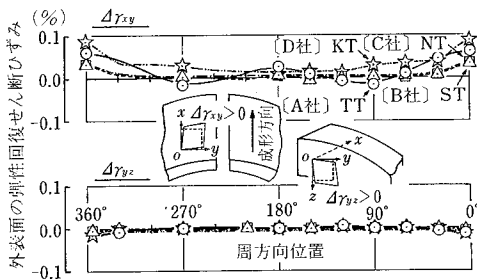 (%)
Δγxy
0.1
0.0
-0.1
[D社] KT
[C社] NT
[A社] TT
[B社] ST
x
Δγxy>0
o
y
成形方向
x
o
y
z
Δγyz>0
Δγyz
0.1
0.0
-0.1
360°
270°
180°
90°
0°
周方向位置
外表面の弾性回復せん断ひずみ